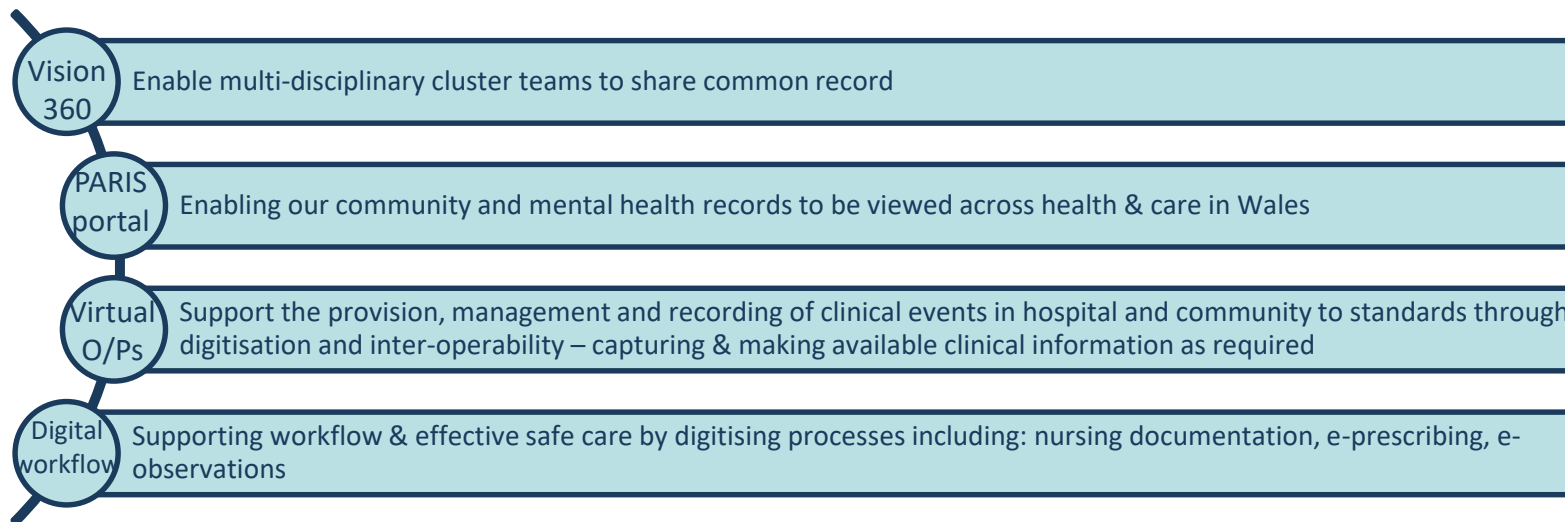 Vision
360
Enable multi-disciplinary cluster teams to share common record
PARIS
portal
Enabling our community and mental health records to be viewed across health & care in Wales
Virtual
O/Ps
Support the provision, management and recording of clinical events in hospital and community to standards through
digitisation and inter-operability – capturing & making available clinical information as required
Digital
workflow
Supporting workflow & effective safe care by digitising processes including: nursing documentation, e-prescribing, e-
observations